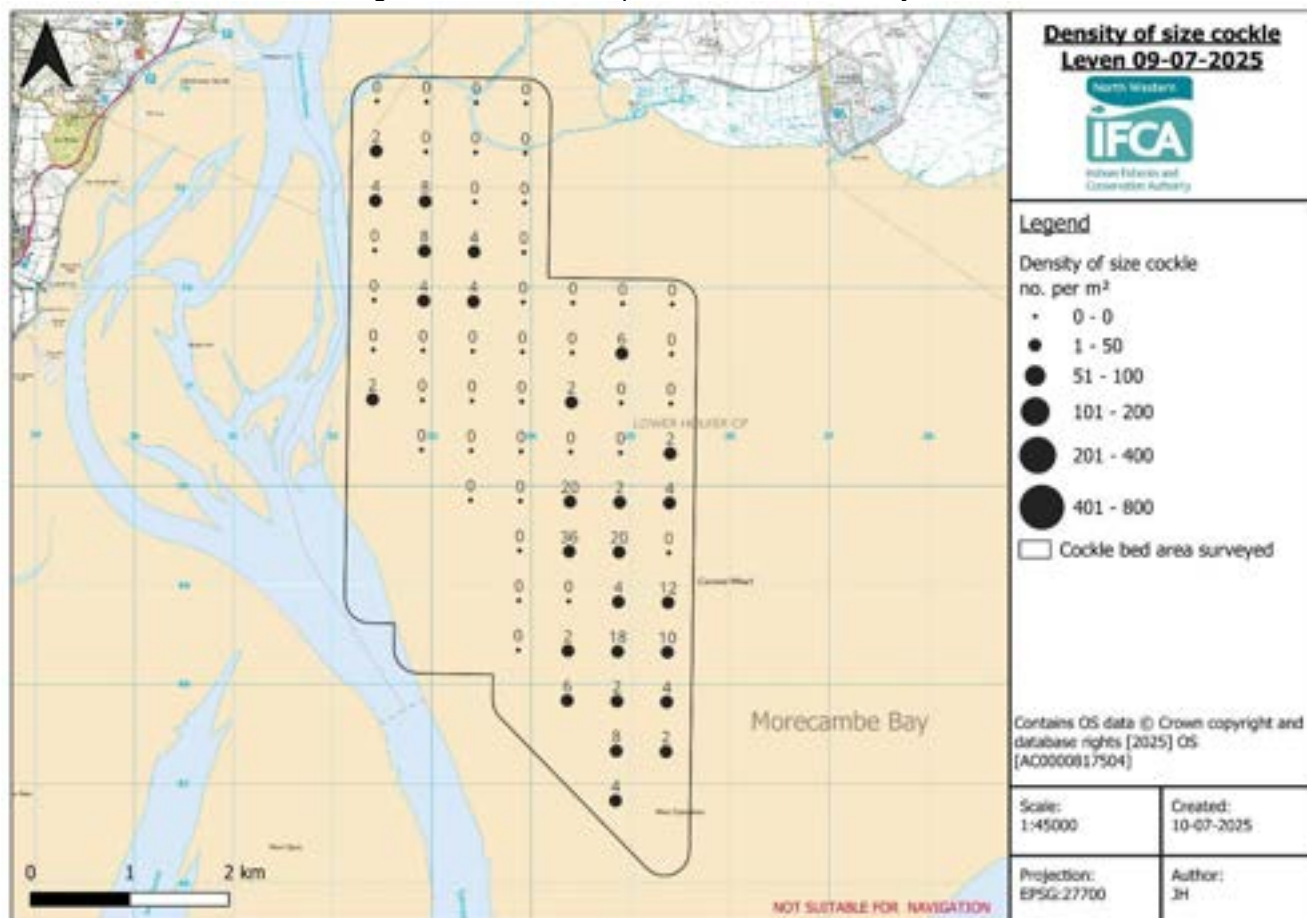 Density of size cockle
Leven 09-07-2025
North Western
IFCA
Inshore Fisheries and
Conservation Authority
Legend
Density of size cockle
no. per m²
0 - 0
1 - 50
51 - 100
101 - 200
201 - 400
401 - 800
Cockle bed area surveyed
Contains OS data © Crown copyright and
database rights [2025] OS
[AC0000817504]
Scale:
1:45000
Created:
10-07-2025
Projection:
EPSG:27700
Author:
JH
0 0 0 0
2 0 0 0
4 8 0 0
0 8 4 0
0 4 4 0 0 0 0
0 0 0 0 0 6 0
2 0 0 0 2 0 0
LOWER HOLKER CP
0 0 0 0 0 2
0 0 20 2 4
0 36 20 0
0 0 4 12
0 2 18 10
6 2 4
Morecambe Bay
8 2
4
0 1 2 km
NOT SUITABLE FOR NAVIGATION